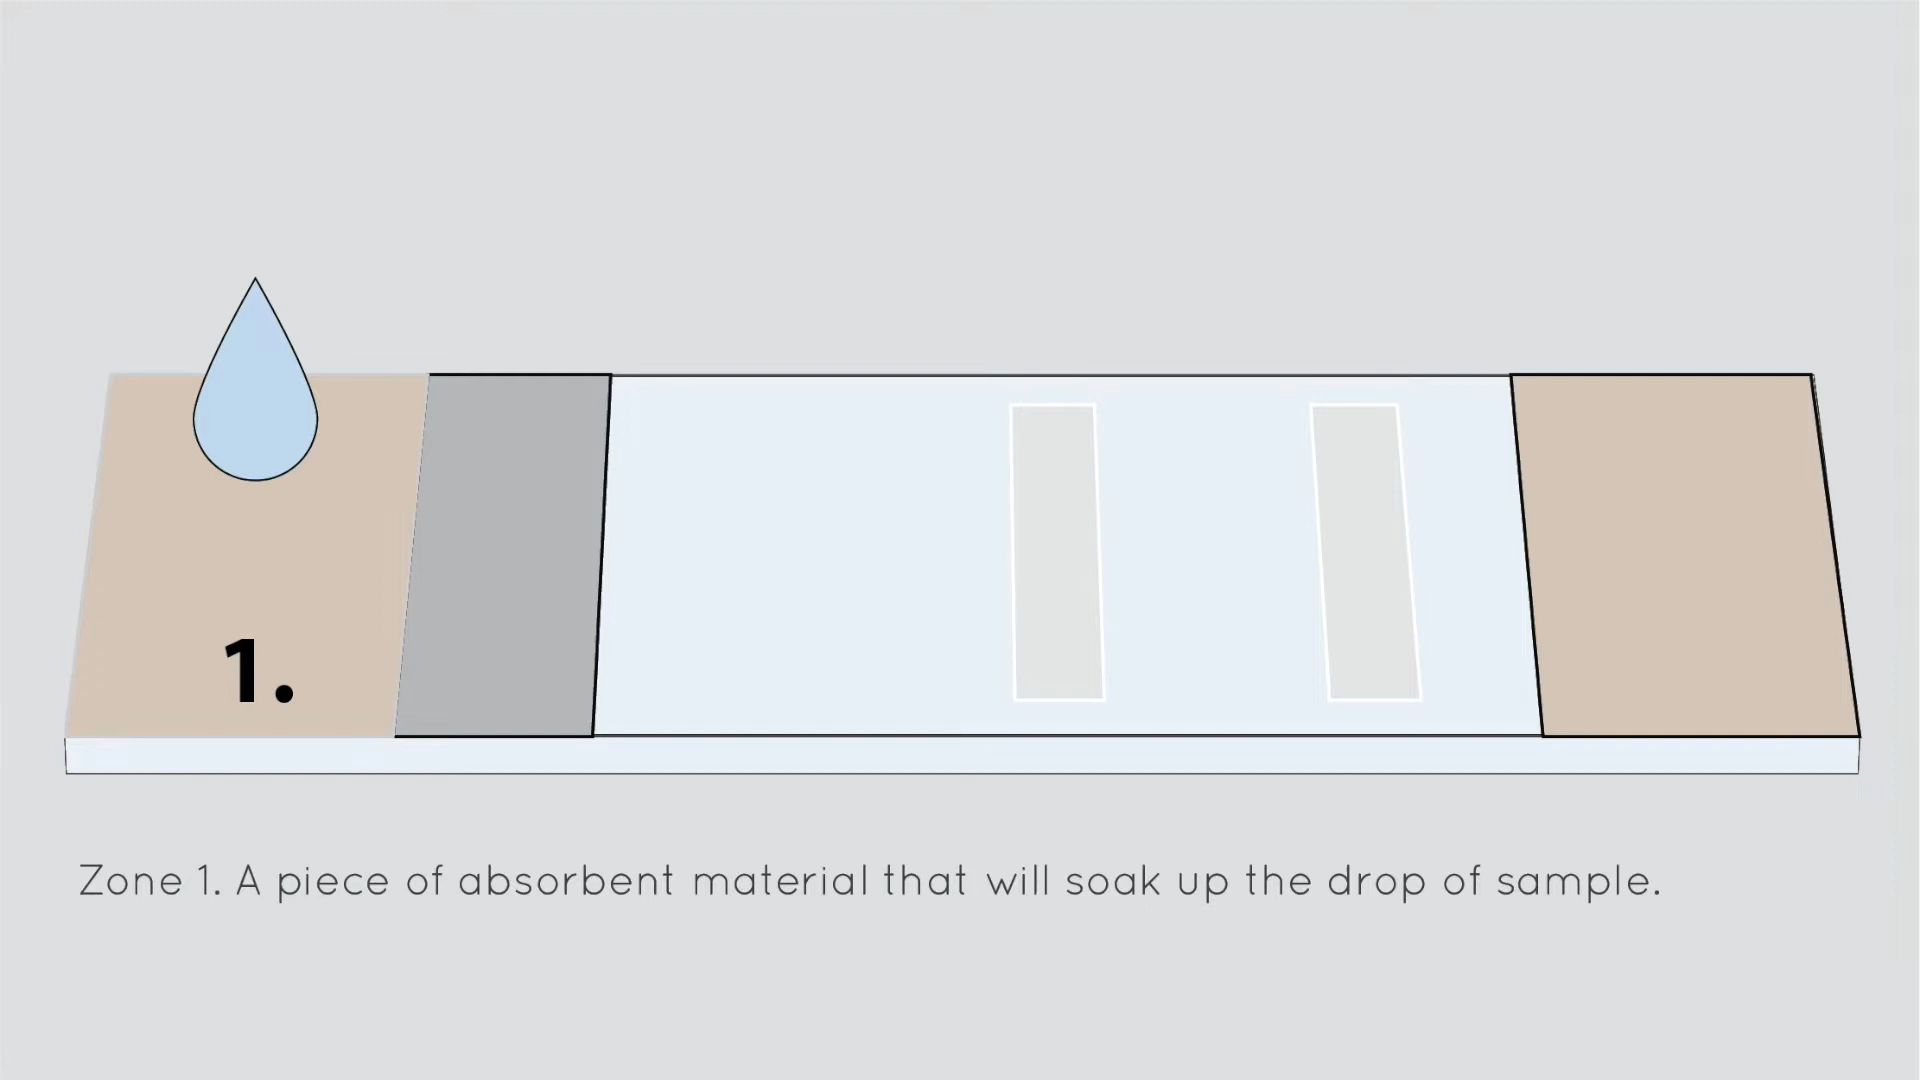 1.
Zone 1. A piece of absorbent material that will soak up the drop of sample.